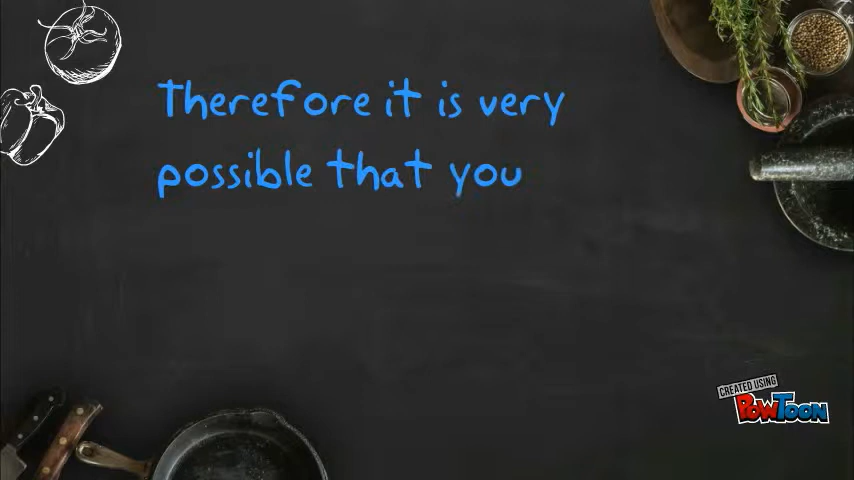 Therefore it is very
possible that you
CREATED USING
POWTOON